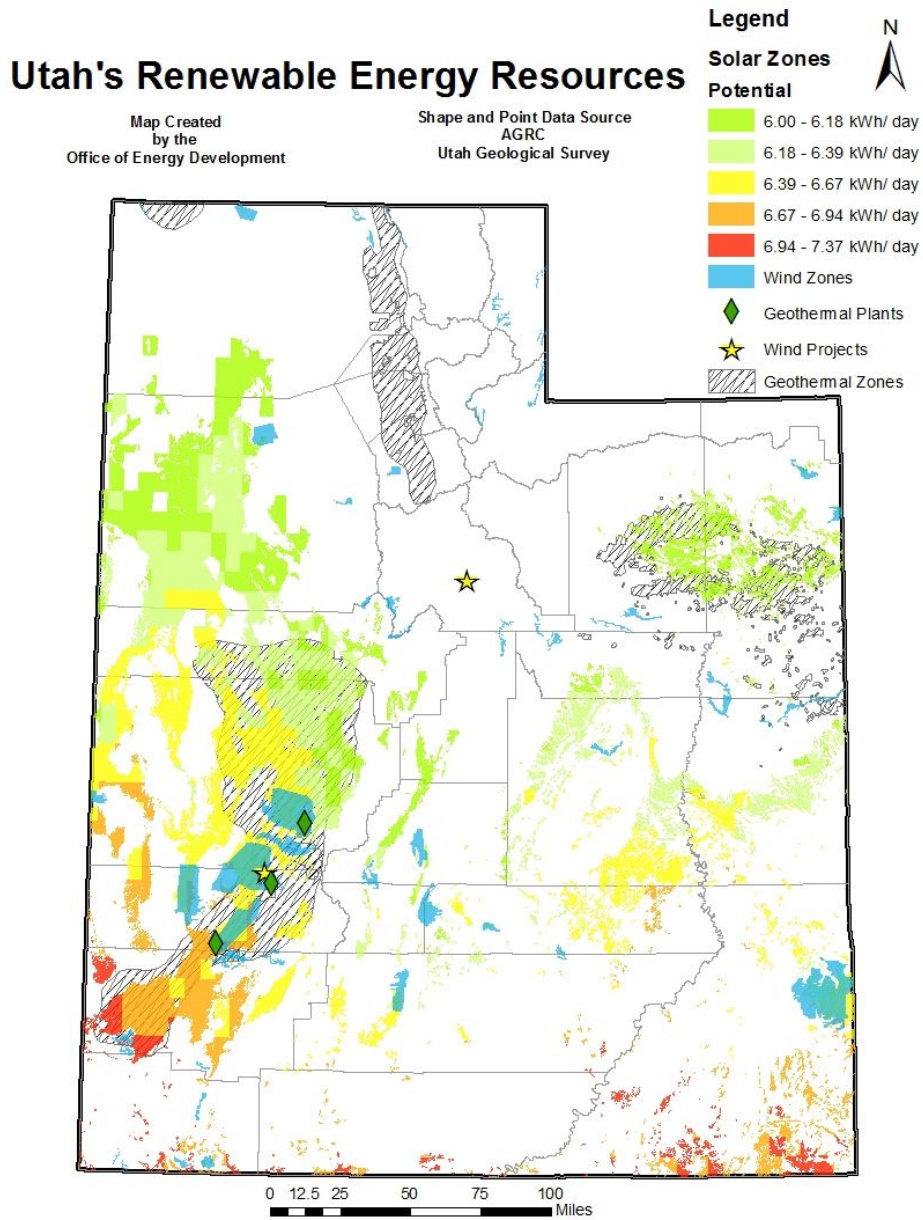 Utah's Renewable Energy Resources
Map Created
by the
Office of Energy Development
Shape and Point Data Source
AGRC
Utah Geological Survey
Legend
N
Solar Zones
Potential
6.00 - 6.18 kWh/ day
6.18 - 6.39 kWh/ day
6.39 - 6.67 kWh/ day
6.67 - 6.94 kWh/ day
6.94 - 7.37 kWh/ day
Wind Zones
Geothermal Plants
Wind Projects
Geothermal Zones
0 12.5 25 50 75 100
Miles